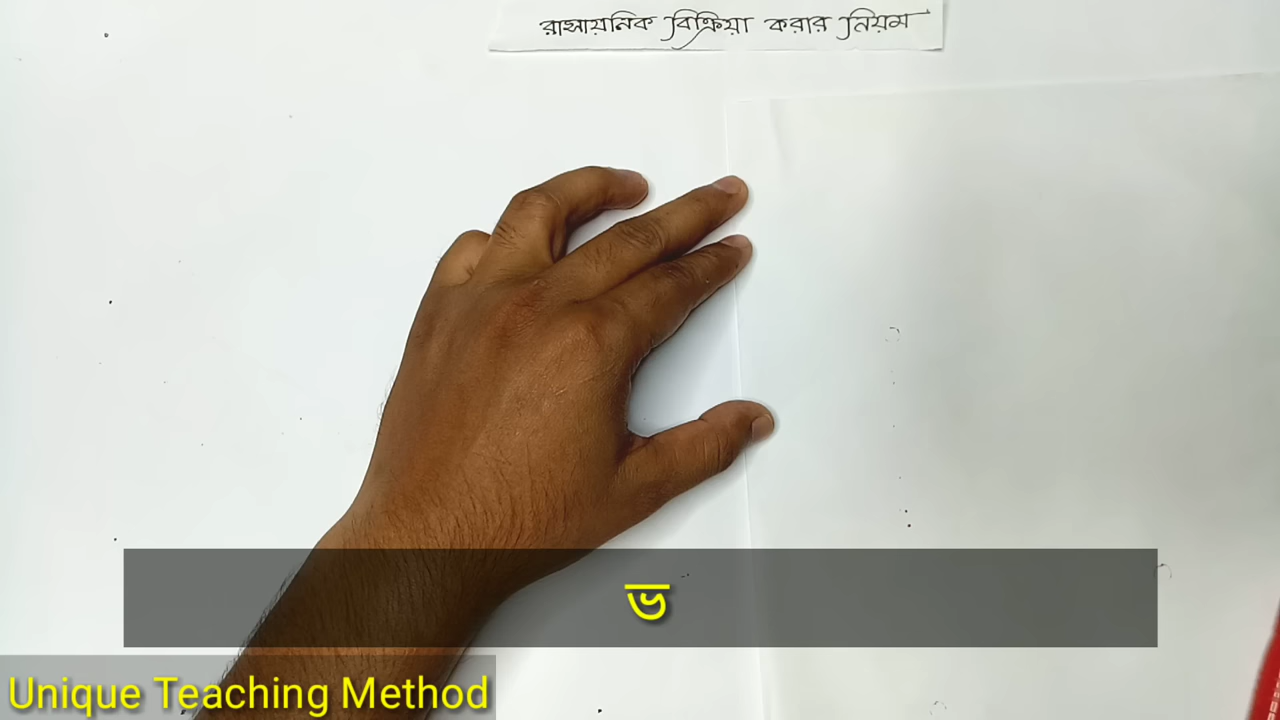 রাসায়নিক বিক্রিয়া করার নিয়ম
ভ
Unique Teaching Method